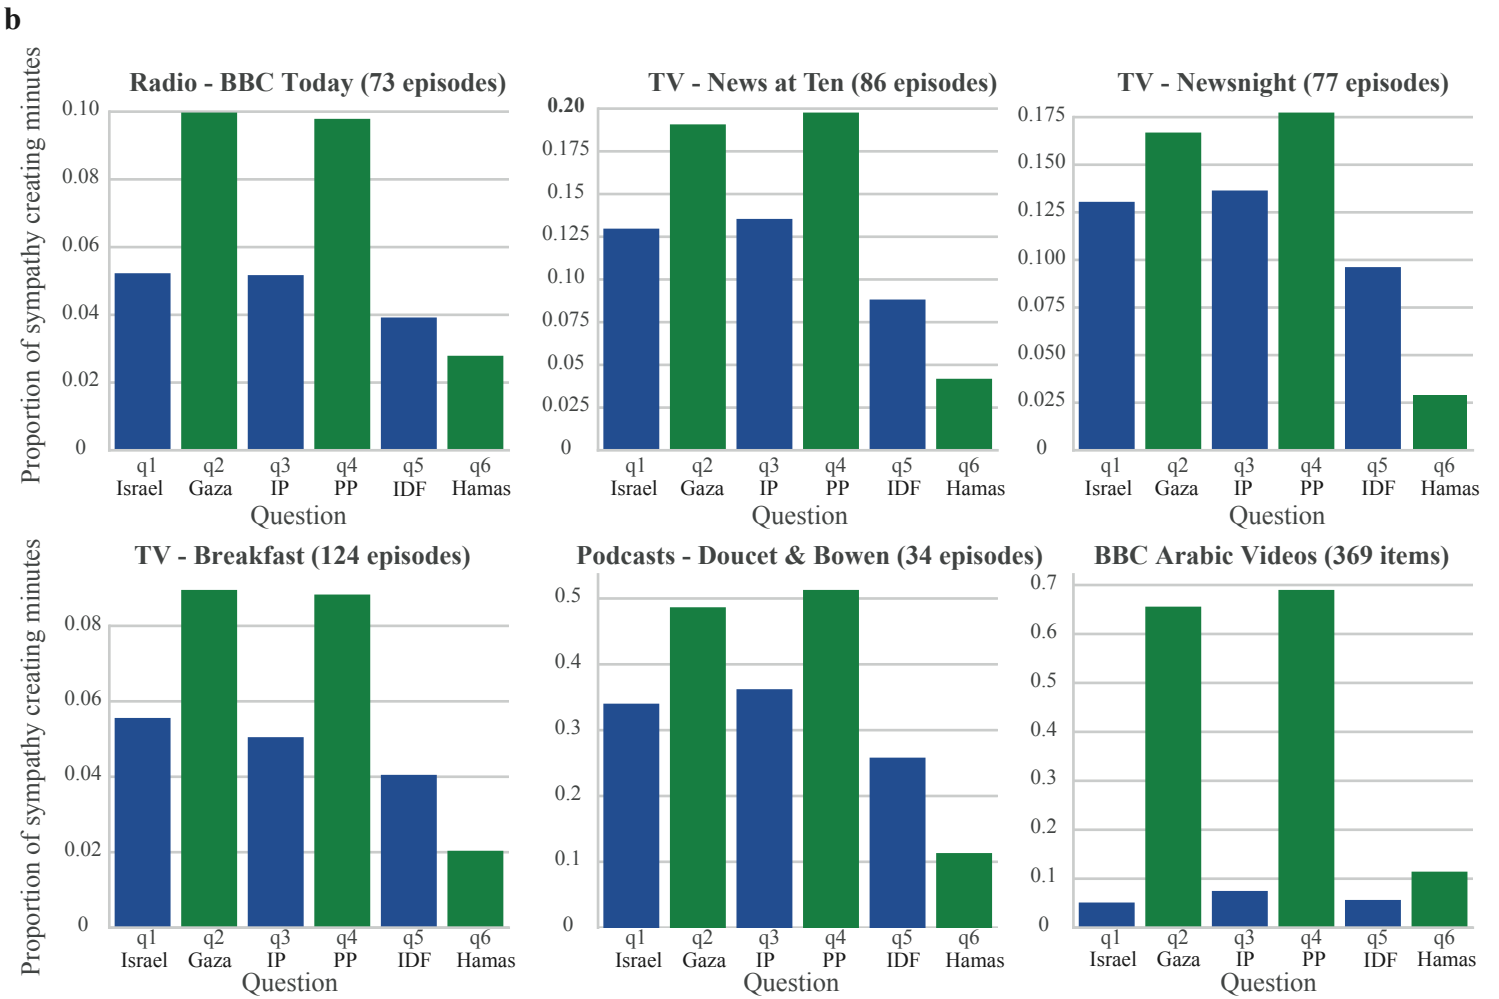 b
Proportion of sympathy creating minutes
Radio - BBC Today (73 episodes)
0.10
0.08
0.06
0.04
0.02
0
q1 q2 q3 q4 q5 q6
Israel Gaza IP PP IDF Hamas
Question
TV - News at Ten (86 episodes)
0.20
0.175
0.15
0.125
0.10
0.075
0.05
0.025
0
q1 q2 q3 q4 q5 q6
Israel Gaza IP PP IDF Hamas
Question
TV - Newsnight (77 episodes)
0.175
0.150
0.125
0.100
0.075
0.050
0.025
0
q1 q2 q3 q4 q5 q6
Israel Gaza IP PP IDF Hamas
Question
Proportion of sympathy creating minutes
TV - Breakfast (124 episodes)
0.08
0.06
0.04
0.02
0
q1 q2 q3 q4 q5 q6
Israel Gaza IP PP IDF Hamas
Question
Podcasts - Doucet & Bowen (34 episodes)
0.5
0.4
0.3
0.2
0.1
0
q1 q2 q3 q4 q5 q6
Israel Gaza IP PP IDF Hamas
Question
BBC Arabic Videos (369 items)
0.7
0.6
0.5
0.4
0.3
0.2
0.1
0
q1 q2 q3 q4 q5 q6
Israel Gaza IP PP IDF Hamas
Question